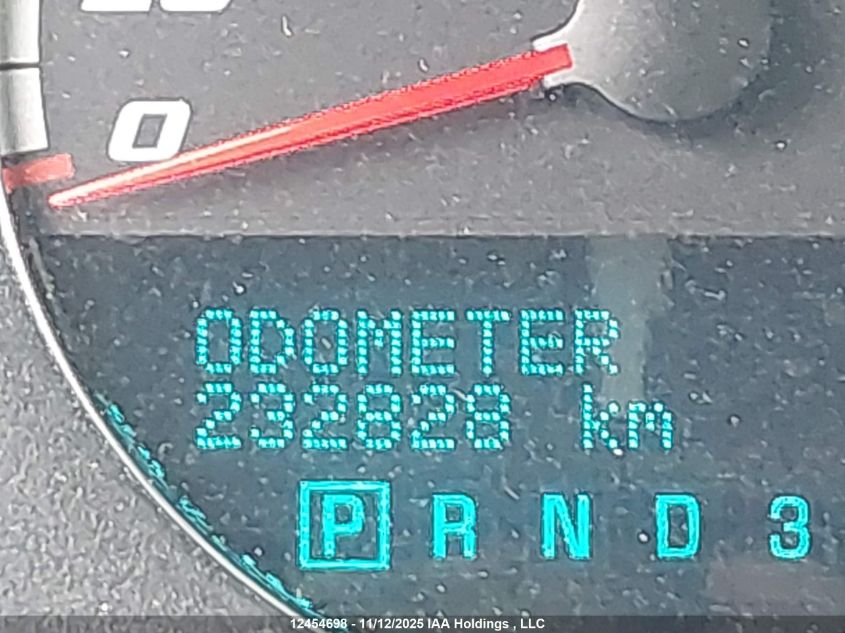 0
ODOMETER
232828 km
P R N D 3
12454698 - 11/12/2025 IAA Holdings , LLC